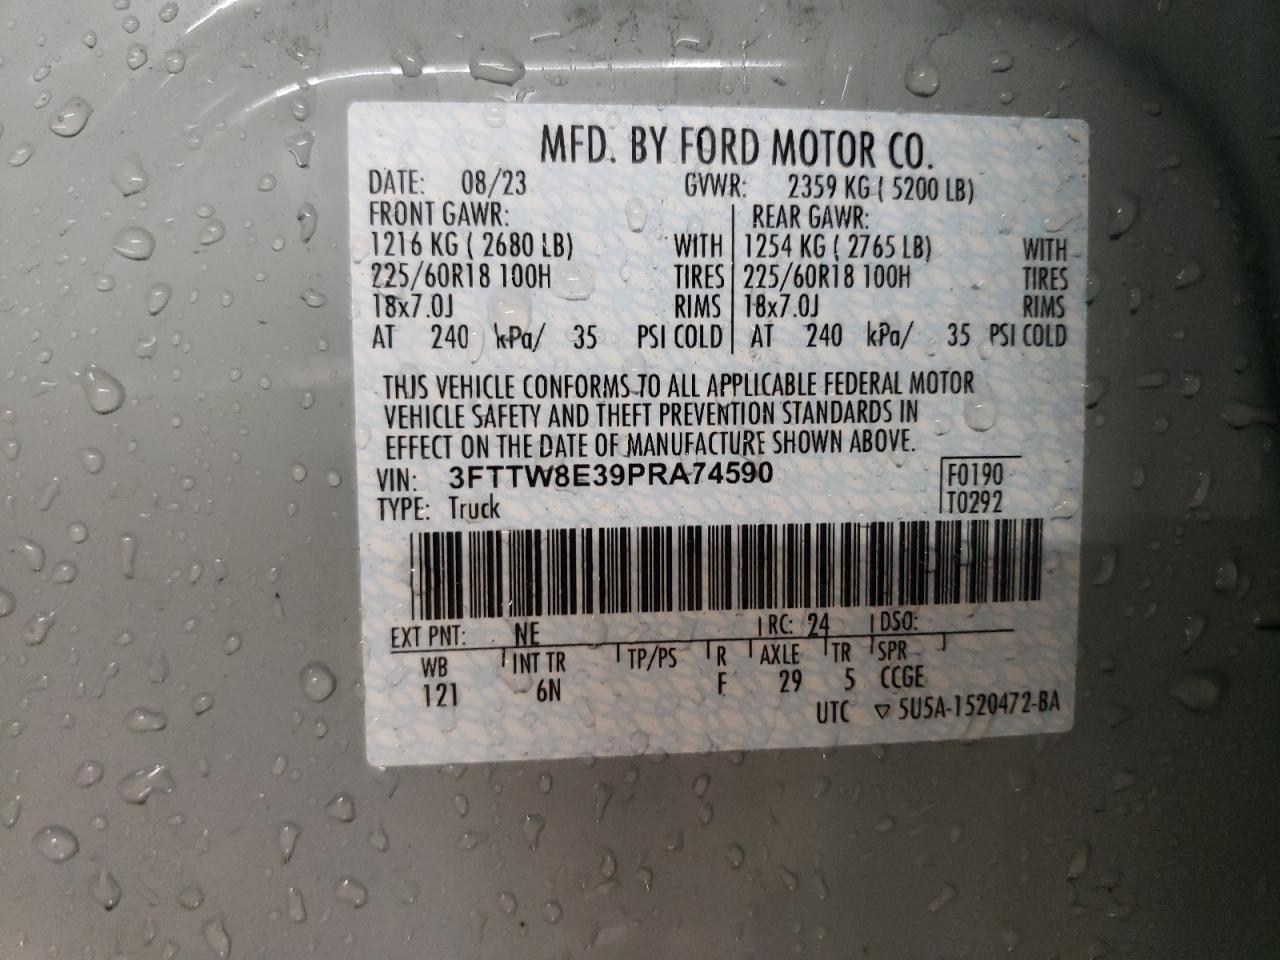 MFD. BY FORD MOTOR CO.
DATE: 08/23 GVWR: 2359 KG ( 5200 LB)
FRONT GAWR: REAR GAWR:
1216 KG ( 2680 LB) WITH 1254 KG ( 2765 LB) WITH
225/60R18 100H TIRES 225/60R18 100H TIRES
18x7.0J RIMS 18x7.0J RIMS
AT 240 kPa/ 35 PSI COLD AT 240 kPa/ 35 PSI COLD
THIS VEHICLE CONFORMS TO ALL APPLICABLE FEDERAL MOTOR
VEHICLE SAFETY AND THEFT PREVENTION STANDARDS IN
EFFECT ON THE DATE OF MANUFACTURE SHOWN ABOVE.
VIN: 3FTTW8E39PRA74590 F0190
TYPE: Truck T0292
EXT PNT: NE RC: 24 DSO:
WB INT TR TP/PS R AXLE TR SPR
121 6N F 29 5 CCGE
UTC ▽ 5U5A-1520472-BA